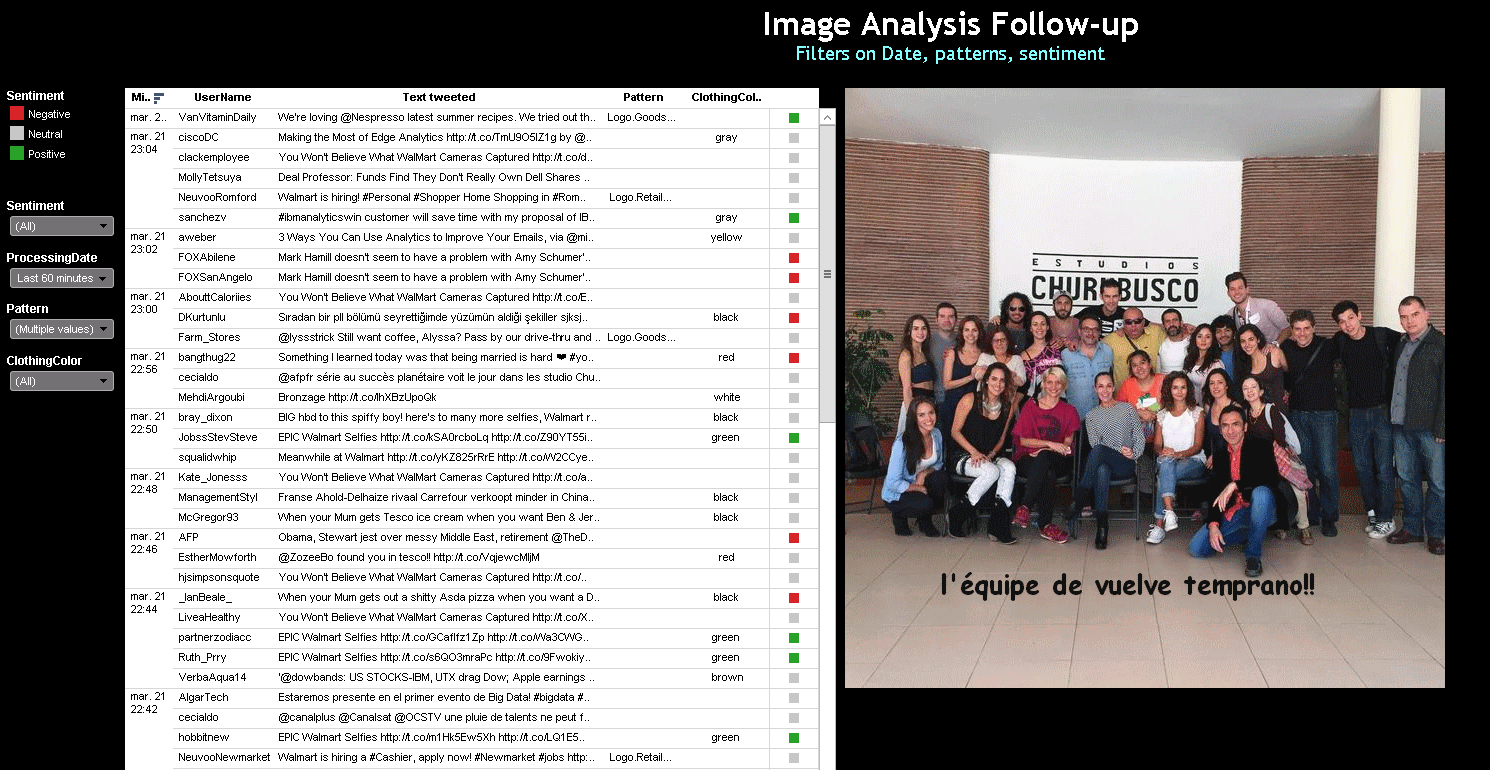 Image Analysis Follow-up
Filters on Date, patterns, sentiment
Sentiment
Negative
Neutral
Positive
Sentiment
(All)
ProcessingDate
Last 60 minutes
Pattern
(Multiple values)
ClothingColor
(All)
Mi.. UserName Text tweeted Pattern ClothingCol..
mar. 2.. VanVitaminDaily We're loving @Nespresso latest summer recipes. We tried out th.. Logo.Goods...
mar. 21 23:04 ciscoDC Making the Most of Edge Analytics http://t.co/TmU9O5IZ1g by @.. gray
clackemployee You Won't Believe What WalMart Cameras Captured http://t.co/d..
MollyTetsuya Deal Professor: Funds Find They Don't Really Own Dell Shares ..
NeuvooRomford Walmart is hiring! #Personal #Shopper Home Shopping in #Rom.. Logo.Retail...
sanchezv #ibmanalyticswin customer will save time with my proposal of IB.. gray
mar. 21 23:02 aweber 3 Ways You Can Use Analytics to Improve Your Emails, via @mi.. yellow
FOXAbilene Mark Hamill doesn't seem to have a problem with Amy Schumer'..
FOXSanAngelo Mark Hamill doesn't seem to have a problem with Amy Schumer'..
mar. 21 23:00 AbouttCaloriies You Won't Believe What WalMart Cameras Captured http://t.co/E..
DKurtunlu Sıradan bir pll bölümü seyrettiğimde yüzümün aldiği şekiller sjksj.. black
Farm_Stores @lyssstrick Still want coffee, Alyssa? Pass by our drive-thru and .. Logo.Goods...
mar. 21 22:56 bangthug22 Something I learned today was that being married is hard ❤ #yo.. red
cecialdo @afpfr série au succès planétaire voit le jour dans les studio Chu..
MehdiArgoubi Bronzage http://t.co/lhXBzUpoQk white
mar. 21 22:50 bray_dixon BIG hbd to this spiffy boy! here's to many more selfies, Walmart r.. black
JobssStevSteve EPIC Walmart Selfies http://t.co/kSA0rcboLq http://t.co/Z90YT55i.. green
squalidwhip Meanwhile at Walmart http://t.co/yKZ825rRrE http://t.co/W2CCye..
mar. 21 22:48 Kate_Jonesss You Won't Believe What WalMart Cameras Captured http://t.co/a..
ManagementStyl Franse Ahold-Delhaize rivaal Carrefour verkoopt minder in China.. black
McGregor93 When your Mum gets Tesco ice cream when you want Ben & Jer.. black
mar. 21 22:46 AFP Obama, Stewart jest over messy Middle East, retirement @TheD..
EstherMowforth @ZozeeBo found you in tesco!! http://t.co/VqjewcMljM red
hjsimpsonsquote You Won't Believe What WalMart Cameras Captured http://t.co/..
mar. 21 22:44 _IanBeale_ When your Mum gets out a shitty Asda pizza when you want a D.. black
LiveaHealthy You Won't Believe What WalMart Cameras Captured http://t.co/X..
partnerzodiacc EPIC Walmart Selfies http://t.co/GCafIfz1Zp http://t.co/Wa3CWG.. green
Ruth_Prry EPIC Walmart Selfies http://t.co/s6QO3mraPc http://t.co/9Fwokiy.. green
VerbaAqua14 '@dowbands: US STOCKS-IBM, UTX drag Dow; Apple earnings .. brown
mar. 21 22:42 AlgarTech Estaremos presente en el primer evento de Big Data! #bigdata #..
cecialdo @canalplus @Canalsat @OCSTV une pluie de talents ne peut f..
hobbitnew EPIC Walmart Selfies http://t.co/m1Hk5Ew5Xh http://t.co/LQ1E5.. green
NeuvooNewmarket Walmart is hiring a #Cashier, apply now! #Newmarket #jobs http:.. Logo.Retail...
ESTUDIOS
CHURUBUSCO
l'équipe de vuelve temprano!!